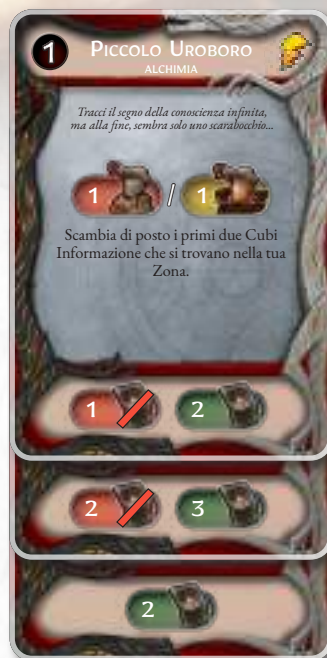 1
Piccolo Uroboro
ALCHIMIA
Tracci il segno della conoscienza infinita,
ma alla fine, sembra solo uno scarabocchio...
1 / 1
Scambia di posto i primi due Cubi
Informazione che si trovano nella tua
Zona.
1 2
2 3
2